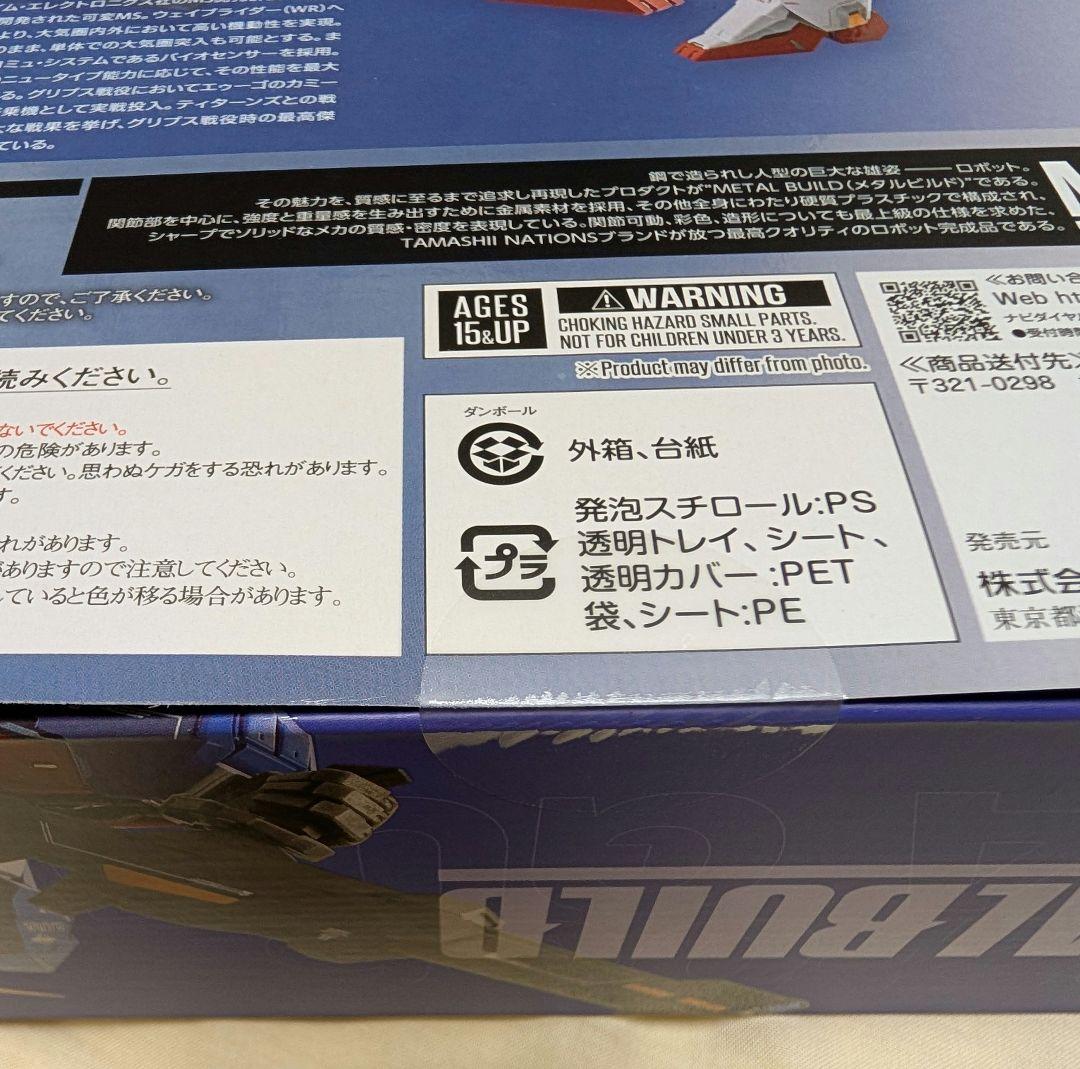 開発された可変MS。ウェイブライダー(WR)へ
より、大気圏内外において高い機動性を実現。
のまま、単体での大気圏突入も可能とする。ま
ミュ・システムであるバイオセンサーを採用。
ニュータイプ能力に応じて、その性能を最大
る。グリプス戦役においてエゥーゴのカミー
乗機として実戦投入。ティターンズとの戦
な戦果を挙げ、グリプス戦役時の最高傑
ている。
鋼で造られし人型の巨大な雄姿――ロボット。
その魅力を、質感に至るまで追求し再現したプロダクトが"METAL BUILD(メタルビルド)"である。
関節部を中心に、強度と重量感を生み出すために金属素材を採用、その他全身にわたり硬質プラスチックで構成され、
シャープでソリッドなメカの質感・密度を表現している。関節可動、彩色、造形についても最上級の仕様を求めた、
TAMASHII NATIONSブランドが放つ最高クオリティのロボット完成品である。
すので、ご了承ください。
てください。
読みください。
ないでください。
の危険があります。
ください。思わぬケガをする恐れがあります。
す。
れがあります。
がありますので注意してください。
していると色が移る場合があります。
AGES
15&UP
⚠WARNING
CHOKING HAZARD SMALL PARTS.
NOT FOR CHILDREN UNDER 3 YEARS.
※Product may differ from photo.
ダンボール
外箱、台紙
プラ
発泡スチロール:PS
透明トレイ、シート、
透明カバー:PET
袋、シート:PE
≪お問い合
Web ht
ナビダイヤル
●受付時間
≪商品送付先≫
〒321-0298
発売元
株式会
東京都
BUILD